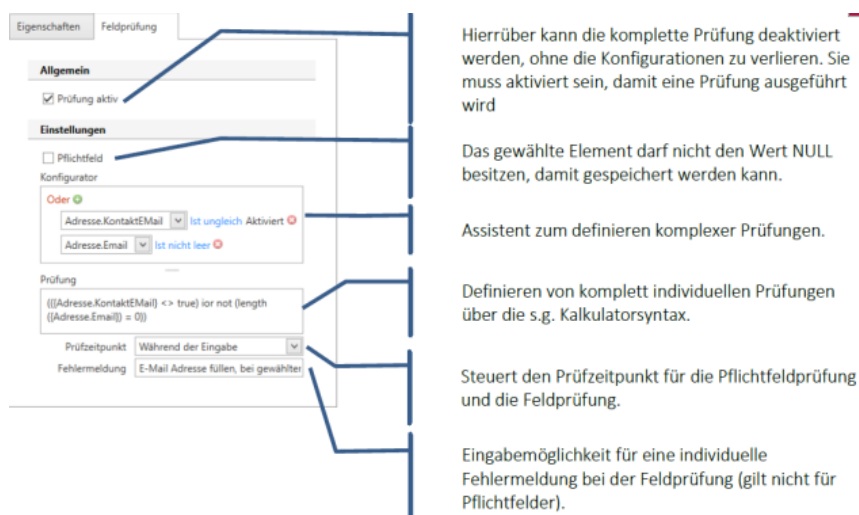 Eigenschaften Feldprüfung
Allgemein
Prüfung aktiv
Einstellungen
Pflichtfeld
Konfigurator
Oder
Adresse.KontaktEMail Ist ungleich Aktiviert
Adresse.Email Ist nicht leer
Prüfung
((({Adresse.KontaktEMail} <> true) ior not (length
({Adresse.Email}) = 0))
Prüfzeitpunkt Während der Eingabe
Fehlermeldung E-Mail Adresse füllen, bei gewählter
Hierrüber kann die komplette Prüfung deaktiviert
werden, ohne die Konfigurationen zu verlieren. Sie
muss aktiviert sein, damit eine Prüfung ausgeführt
wird
Das gewählte Element darf nicht den Wert NULL
besitzen, damit gespeichert werden kann.
Assistent zum definieren komplexer Prüfungen.
Definieren von komplett individuellen Prüfungen
über die s.g. Kalkulatorsyntax.
Steuert den Prüfzeitpunkt für die Pflichtfeldprüfung
und die Feldprüfung.
Eingabemöglichkeit für eine individuelle
Fehlermeldung bei der Feldprüfung (gilt nicht für
Pflichtfelder).